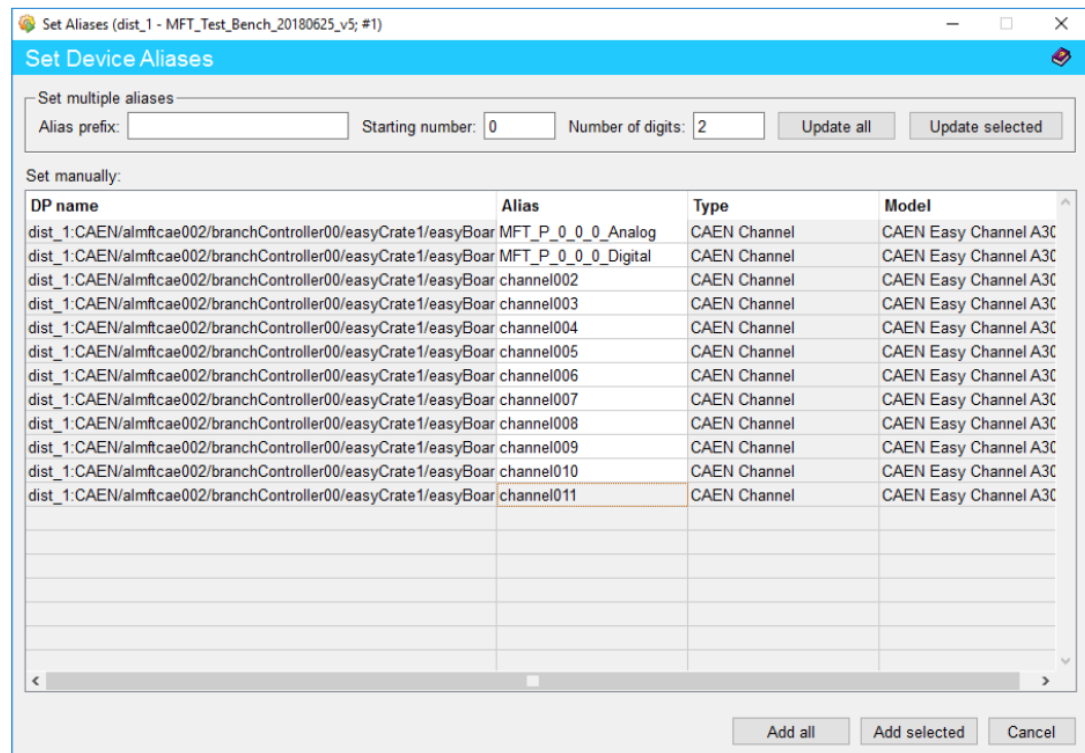 Set Aliases (dist_1 - MFT_Test_Bench_20180625_v5; #1)
Set Device Aliases
Set multiple aliases
Alias prefix: Starting number: 0 Number of digits: 2 Update all Update selected
Set manually:
DP name Alias Type Model
dist_1:CAEN/almftcae002/branchController00/easyCrate1/easyBoar MFT_P_0_0_0_Analog CAEN Channel CAEN Easy Channel A30
dist_1:CAEN/almftcae002/branchController00/easyCrate1/easyBoar MFT_P_0_0_0_Digital CAEN Channel CAEN Easy Channel A30
dist_1:CAEN/almftcae002/branchController00/easyCrate1/easyBoar channel002 CAEN Channel CAEN Easy Channel A30
dist_1:CAEN/almftcae002/branchController00/easyCrate1/easyBoar channel003 CAEN Channel CAEN Easy Channel A30
dist_1:CAEN/almftcae002/branchController00/easyCrate1/easyBoar channel004 CAEN Channel CAEN Easy Channel A30
dist_1:CAEN/almftcae002/branchController00/easyCrate1/easyBoar channel005 CAEN Channel CAEN Easy Channel A30
dist_1:CAEN/almftcae002/branchController00/easyCrate1/easyBoar channel006 CAEN Channel CAEN Easy Channel A30
dist_1:CAEN/almftcae002/branchController00/easyCrate1/easyBoar channel007 CAEN Channel CAEN Easy Channel A30
dist_1:CAEN/almftcae002/branchController00/easyCrate1/easyBoar channel008 CAEN Channel CAEN Easy Channel A30
dist_1:CAEN/almftcae002/branchController00/easyCrate1/easyBoar channel009 CAEN Channel CAEN Easy Channel A30
dist_1:CAEN/almftcae002/branchController00/easyCrate1/easyBoar channel010 CAEN Channel CAEN Easy Channel A30
dist_1:CAEN/almftcae002/branchController00/easyCrate1/easyBoar channel011 CAEN Channel CAEN Easy Channel A30
Add all Add selected Cancel